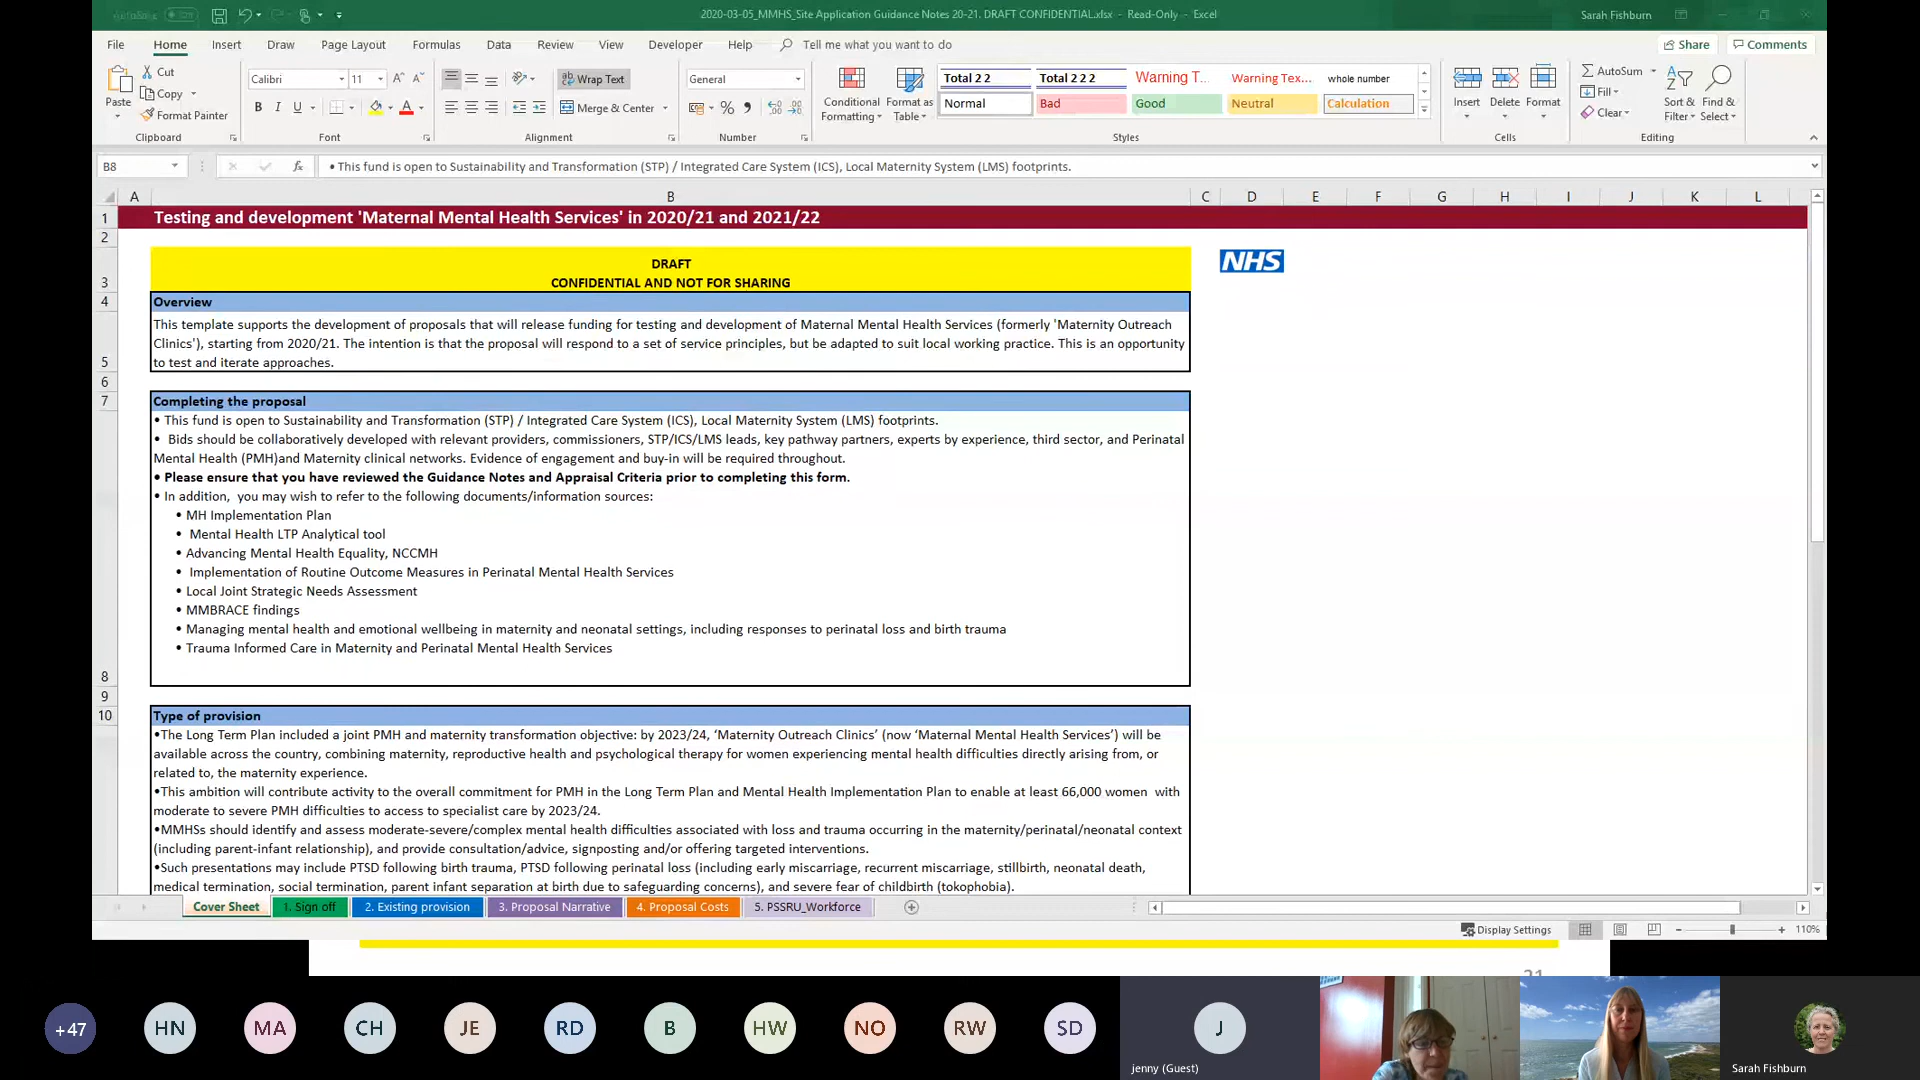 2020-03-05_MMHS_Site Application Guidance Notes 20-21. DRAFT CONFIDENTIAL.xlsx - Read-Only - Excel
Sarah Fishburn
File Home Insert Draw Page Layout Formulas Data Review View Developer Help Tell me what you want to do
Share Comments
Cut
Copy
Paste
Format Painter
Calibri 11
B I U
Wrap Text
Merge & Center
General
Conditional Formatting
Format as Table
Total 2 2 Total 2 2 2 Warning T... Warning Tex... whole number
Normal Bad Good Neutral Calculation
Insert Delete Format
AutoSum
Fill
Clear
Sort & Filter
Find & Select
Clipboard Font Alignment Number Styles Cells Editing
B8 fx • This fund is open to Sustainability and Transformation (STP) / Integrated Care System (ICS), Local Maternity System (LMS) footprints.
A B C D E F G H I J K L
1 Testing and development 'Maternal Mental Health Services' in 2020/21 and 2021/22
2
DRAFT
NHS
3 CONFIDENTIAL AND NOT FOR SHARING
4 Overview
This template supports the development of proposals that will release funding for testing and development of Maternal Mental Health Services (formerly 'Maternity Outreach
Clinics'), starting from 2020/21. The intention is that the proposal will respond to a set of service principles, but be adapted to suit local working practice. This is an opportunity
5 to test and iterate approaches.
6
7 Completing the proposal
• This fund is open to Sustainability and Transformation (STP) / Integrated Care System (ICS), Local Maternity System (LMS) footprints.
• Bids should be collaboratively developed with relevant providers, commissioners, STP/ICS/LMS leads, key pathway partners, experts by experience, third sector, and Perinatal
Mental Health (PMH)and Maternity clinical networks. Evidence of engagement and buy-in will be required throughout.
• Please ensure that you have reviewed the Guidance Notes and Appraisal Criteria prior to completing this form.
• In addition, you may wish to refer to the following documents/information sources:
• MH Implementation Plan
• Mental Health LTP Analytical tool
• Advancing Mental Health Equality, NCCMH
• Implementation of Routine Outcome Measures in Perinatal Mental Health Services
• Local Joint Strategic Needs Assessment
• MMBRACE findings
• Managing mental health and emotional wellbeing in maternity and neonatal settings, including responses to perinatal loss and birth trauma
• Trauma Informed Care in Maternity and Perinatal Mental Health Services
8
9
10 Type of provision
•The Long Term Plan included a joint PMH and maternity transformation objective: by 2023/24, ‘Maternity Outreach Clinics’ (now ‘Maternal Mental Health Services’) will be
available across the country, combining maternity, reproductive health and psychological therapy for women experiencing mental health difficulties directly arising from, or
related to, the maternity experience.
•This ambition will contribute activity to the overall commitment for PMH in the Long Term Plan and Mental Health Implementation Plan to enable at least 66,000 women with
moderate to severe PMH difficulties to access to specialist care by 2023/24.
•MMHSs should identify and assess moderate-severe/complex mental health difficulties associated with loss and trauma occurring in the maternity/perinatal/neonatal context
(including parent-infant relationship), and provide consultation/advice, signposting and/or offering targeted interventions.
•Such presentations may include PTSD following birth trauma, PTSD following perinatal loss (including early miscarriage, recurrent miscarriage, stillbirth, neonatal death,
medical termination, social termination, parent infant separation at birth due to safeguarding concerns), and severe fear of childbirth (tokophobia).
Cover Sheet 1. Sign off 2. Existing provision 3. Proposal Narrative 4. Proposal Costs 5. PSSRU_Workforce
Display Settings 110%
+47 HN MA CH JE RD B HW NO RW SD J
jenny (Guest) Sarah Fishburn